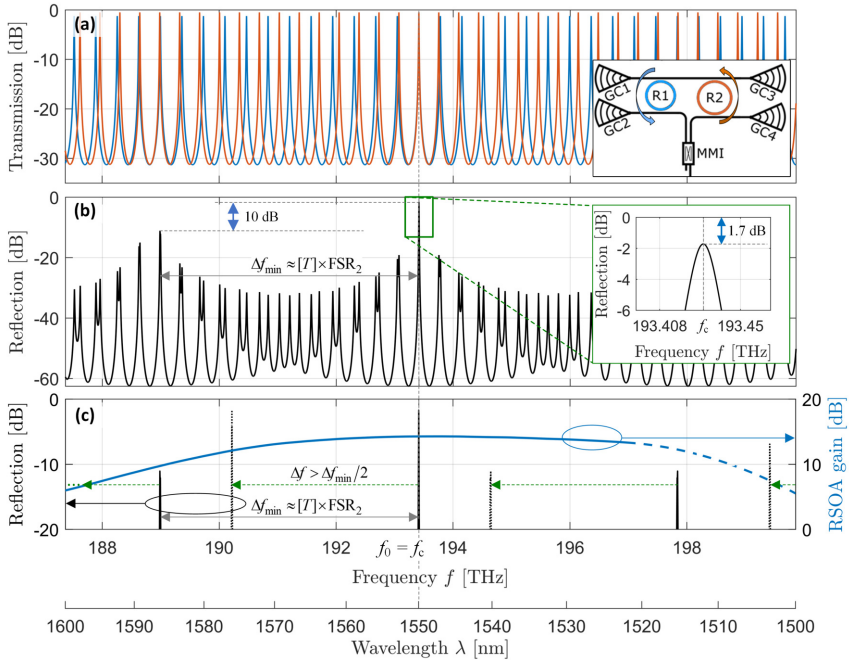 (a)
0
-10
-20
-30
Transmission [dB]
GC1
GC2
R1
R2
GC3
GC4
MMI
(b)
0
-20
-40
-60
Reflection [dB]
10 dB
Δf_min ≈ [T]×FSR_2
0
-2
-4
-6
Reflection [dB]
1.7 dB
193.408 f_c 193.45
Frequency f [THz]
(c)
0
-10
-20
Reflection [dB]
Δf > Δf_min/2
Δf_min ≈ [T]×FSR_2
20
10
0
RSOA gain [dB]
188 190 192 194 196 198
f_0 = f_c
Frequency f [THz]
1600 1590 1580 1570 1560 1550 1540 1530 1520 1510 1500
Wavelength λ [nm]